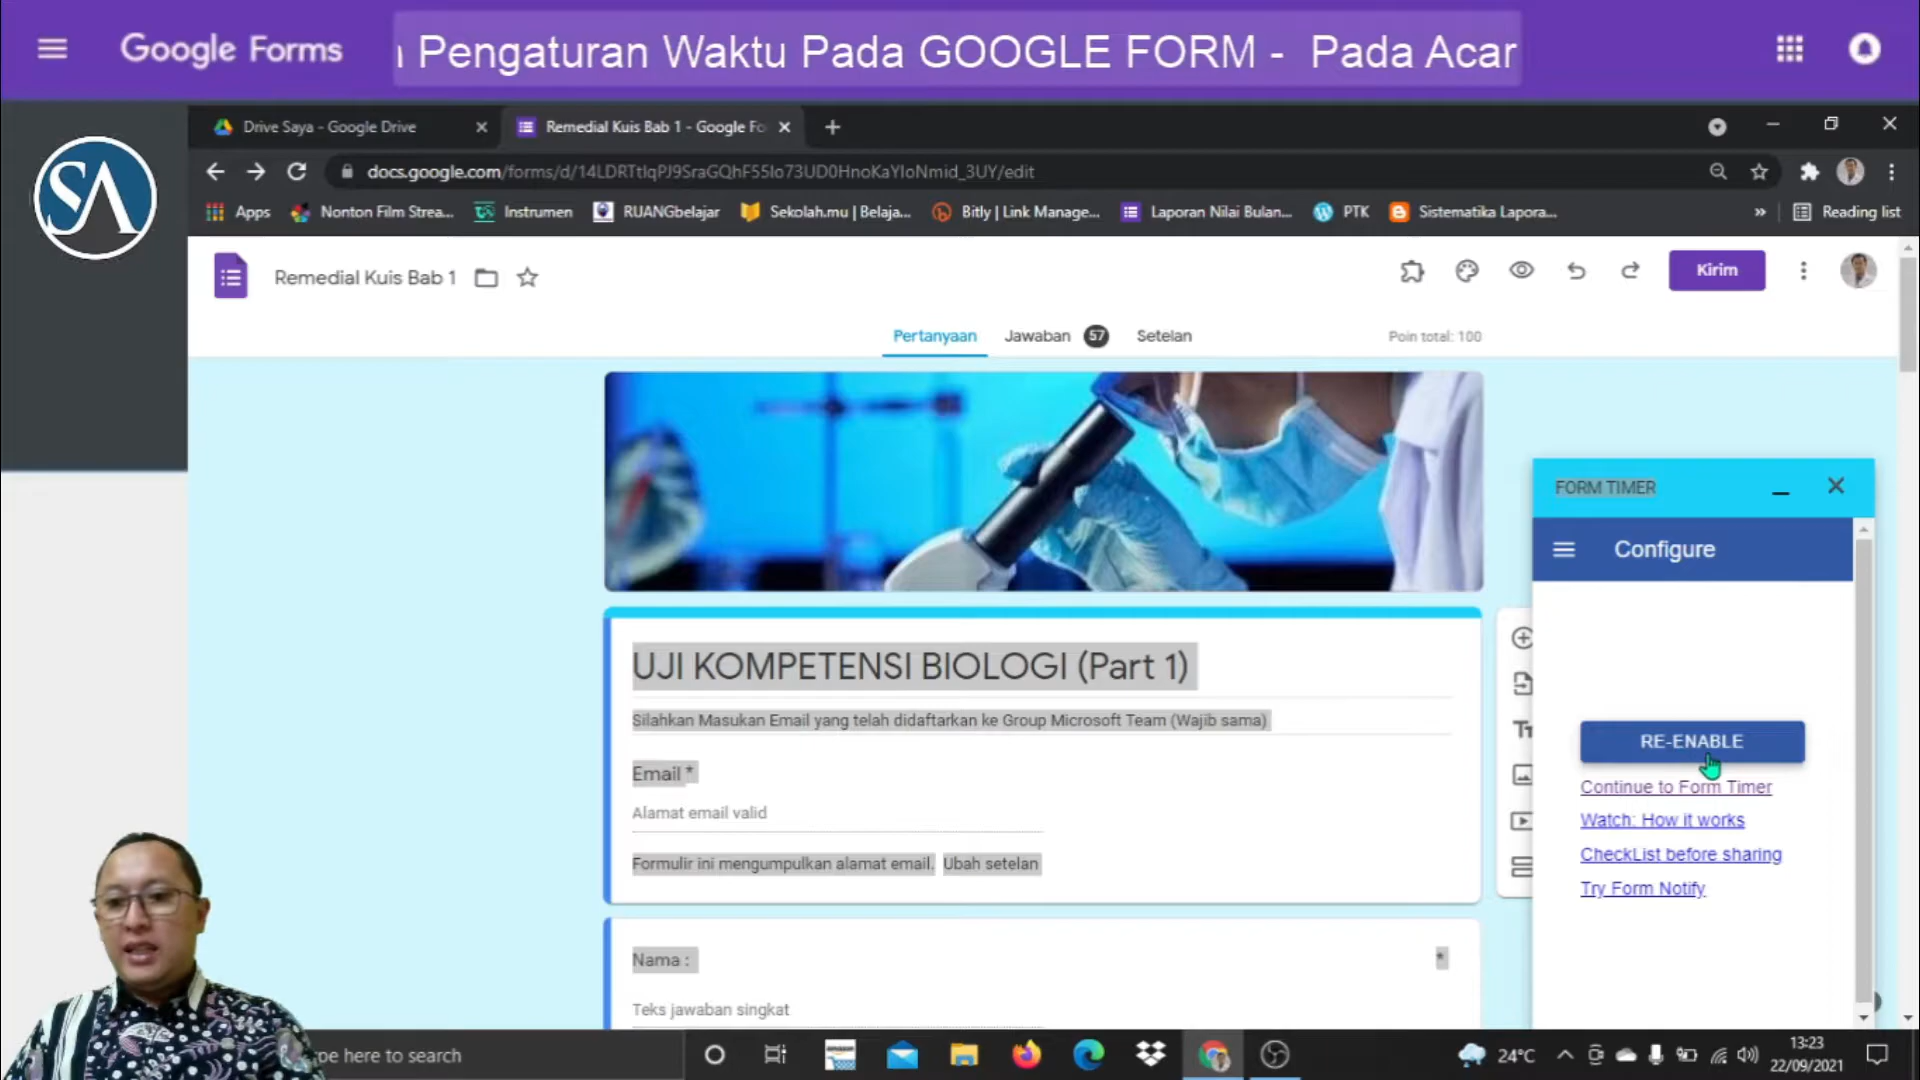 Google Forms
Pengaturan Waktu Pada GOOGLE FORM - Pada Acar
SA
Drive Saya - Google Drive
Remedial Kuis Bab 1 - Google Fo
docs.google.com/forms/d/14LDRTtIqPJ9SraGQhF55Io73UD0HnoKaYIoNmid_3UY/edit
Apps
Nonton Film Strea...
Instrumen
RUANGbelajar
Sekolah.mu | Belaja...
Bitly | Link Manage...
Laporan Nilai Bulan...
PTK
Sistematika Lapora...
»
Reading list
Remedial Kuis Bab 1
Kirim
Pertanyaan
Jawaban 57
Setelan
Poin total: 100
FORM TIMER
Configure
UJI KOMPETENSI BIOLOGI (Part 1)
Silahkan Masukan Email yang telah didaftarkan ke Group Microsoft Team (Wajib sama)
Email *
Alamat email valid
Formulir ini mengumpulkan alamat email. Ubah setelan
RE-ENABLE
Continue to Form Timer
Watch: How it works
CheckList before sharing
Try Form Notify
Nama :
*
Teks jawaban singkat
pe here to search
24°C
13:23
22/09/2021